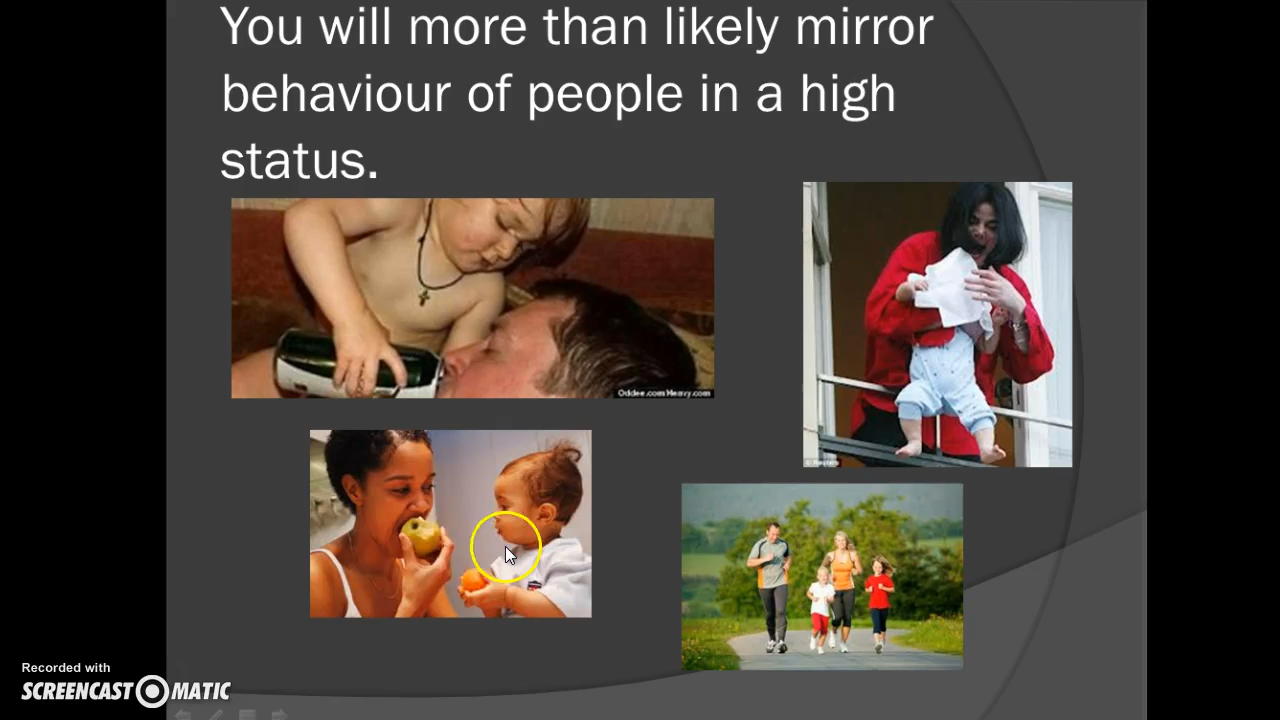 You will more than likely mirror
behaviour of people in a high
status.
Oddee.com Heavy.com
© Reuters
Recorded with
SCREENCAST MATIC